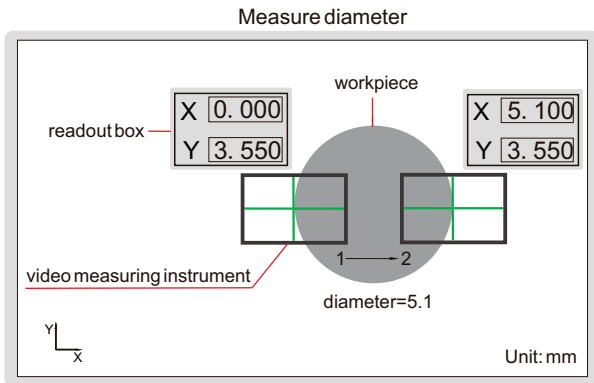 Measure diameter
workpiece
readout box
X 0.000
Y 3.550
X 5.100
Y 3.550
1 2
video measuring instrument
diameter=5.1
Y
X
Unit: mm